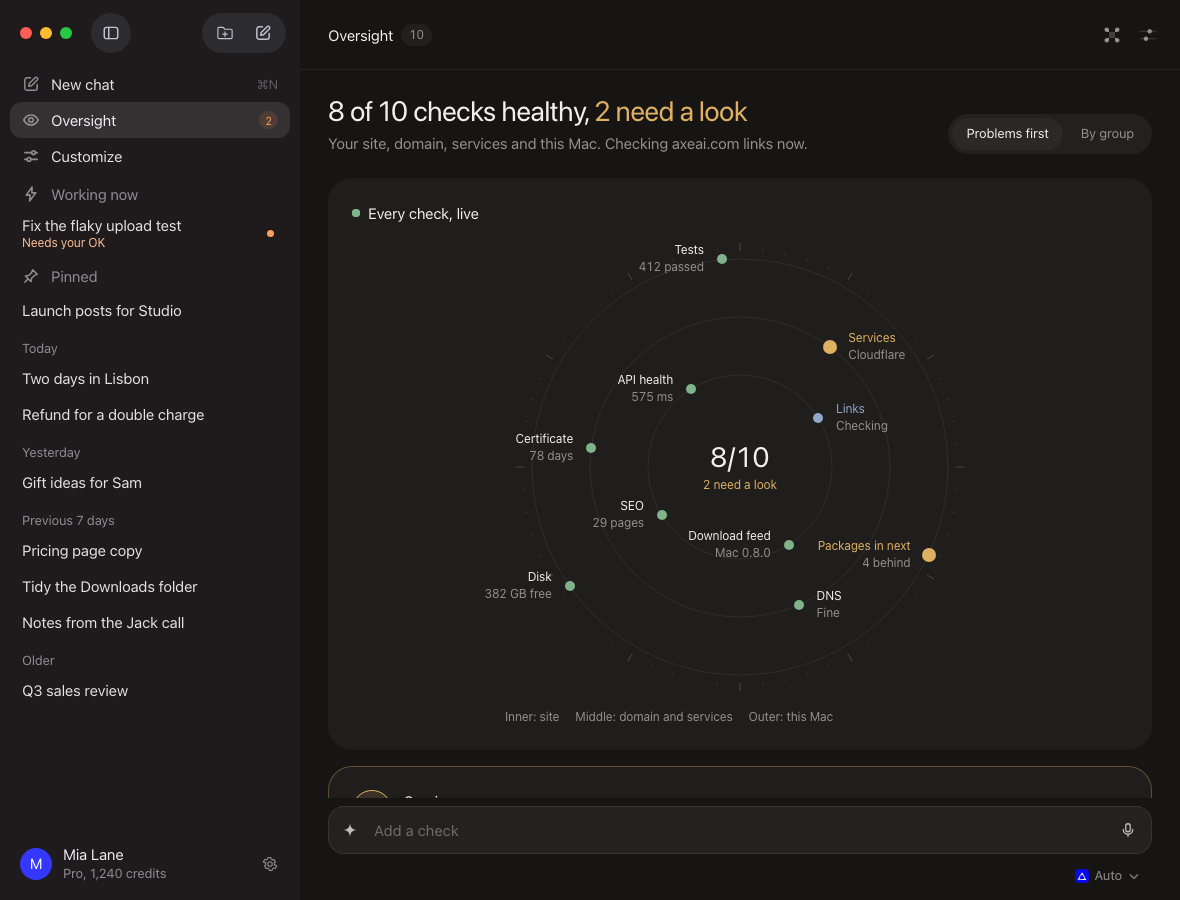 Oversight 10
New chat ⌘N
Oversight 2
Customize
Working now
Fix the flaky upload test
Needs your OK
Pinned
Launch posts for Studio
Today
Two days in Lisbon
Refund for a double charge
Yesterday
Gift ideas for Sam
Previous 7 days
Pricing page copy
Tidy the Downloads folder
Notes from the Jack call
Older
Q3 sales review
M
Mia Lane
Pro, 1,240 credits
8 of 10 checks healthy, 2 need a look
Your site, domain, services and this Mac. Checking axeai.com links now.
Problems first By group
Every check, live
Tests
412 passed
Services
Cloudflare
API health
575 ms
Links
Checking
Certificate
78 days
8/10
2 need a look
SEO
29 pages
Download feed
Mac 0.8.0
Packages in next
4 behind
Disk
382 GB free
DNS
Fine
Inner: site Middle: domain and services Outer: this Mac
Add a check
Auto